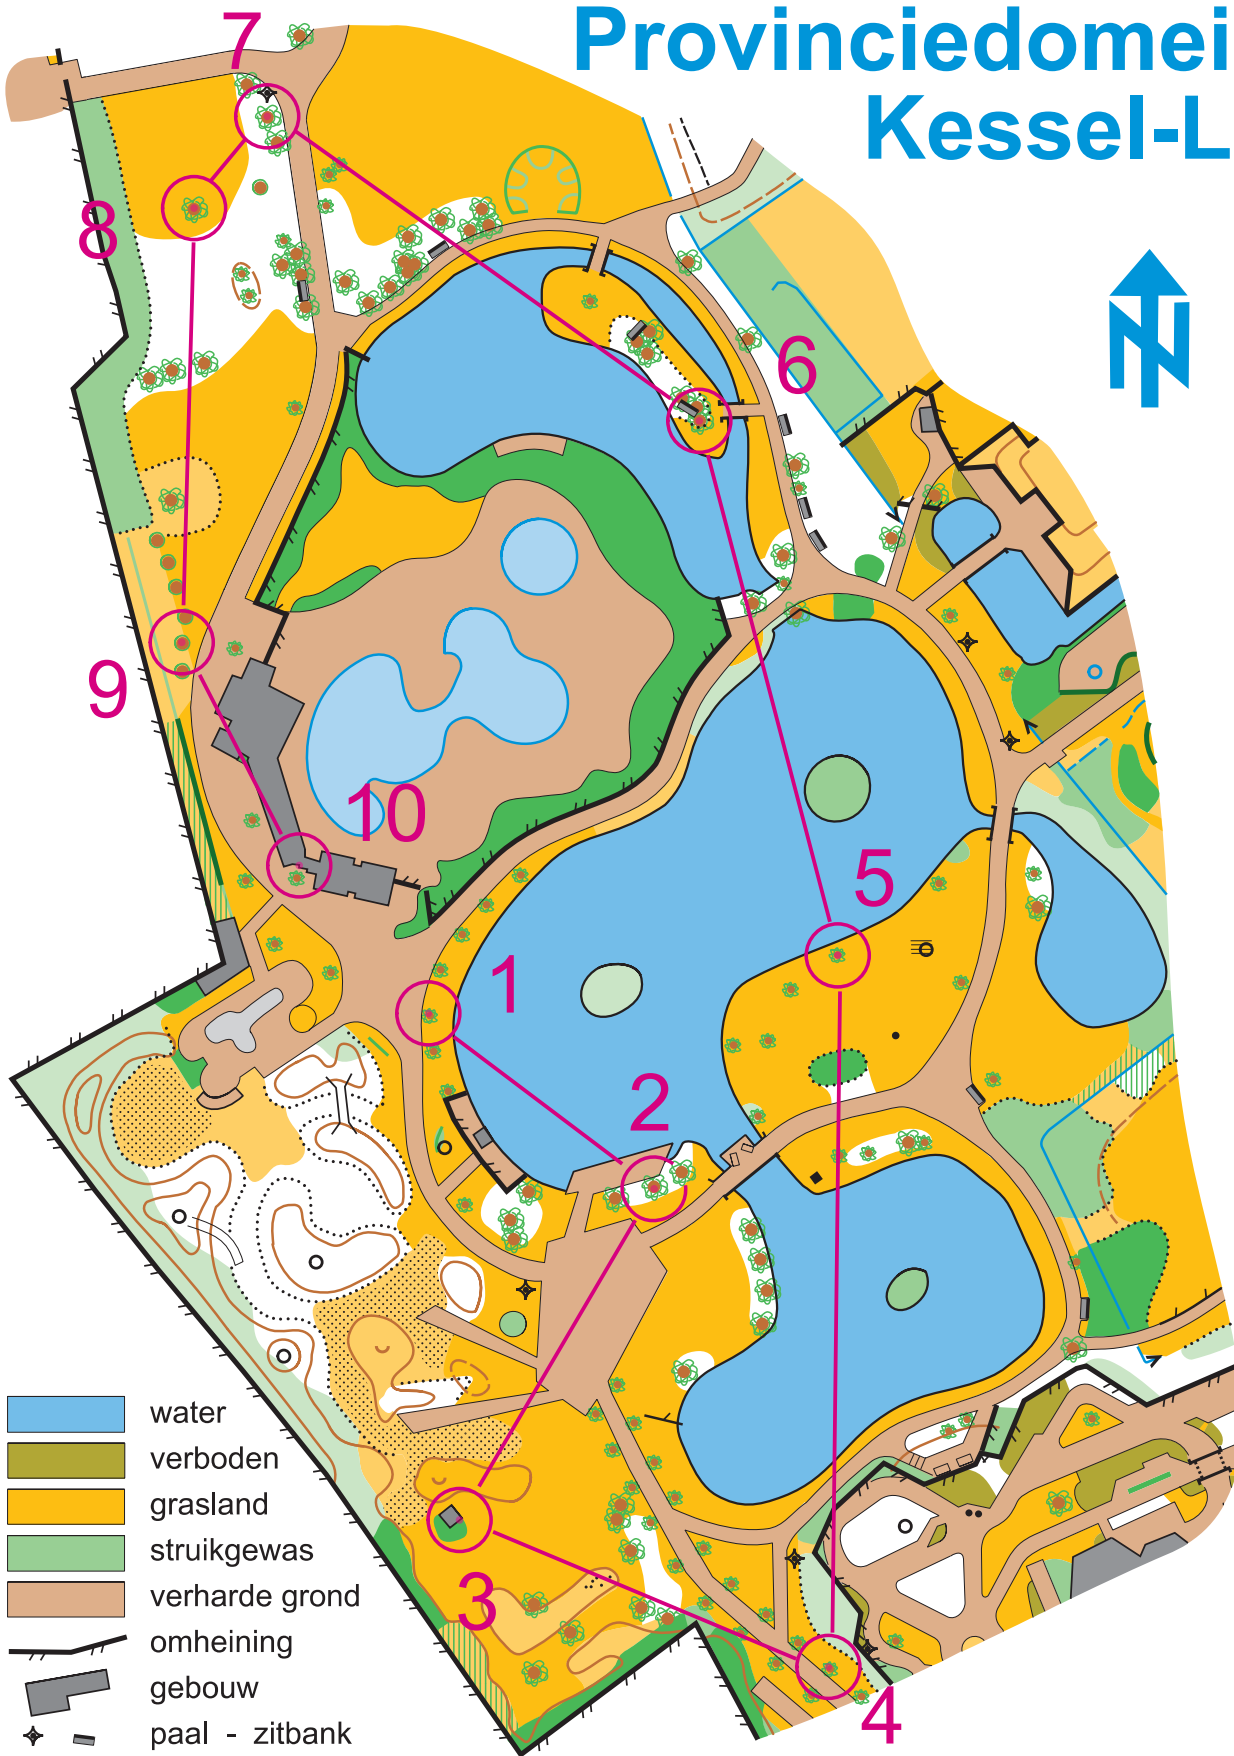 Provinciedomei
Kessel-L
7
8
6
9
10
5
1
2
3
4
water
verboden
grasland
struikgewas
verharde grond
omheining
gebouw
paal - zitbank
N